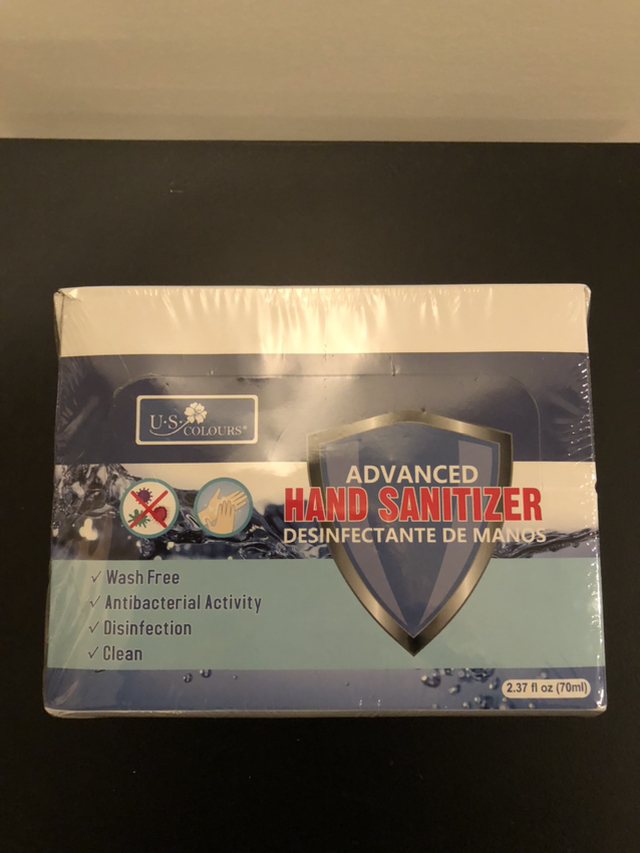 U·S·
COLOURS®
ADVANCED
HAND SANITIZER
DESINFECTANTE DE MANOS
✓ Wash Free
✓ Antibacterial Activity
✓ Disinfection
✓ Clean
2.37 fl oz (70ml)